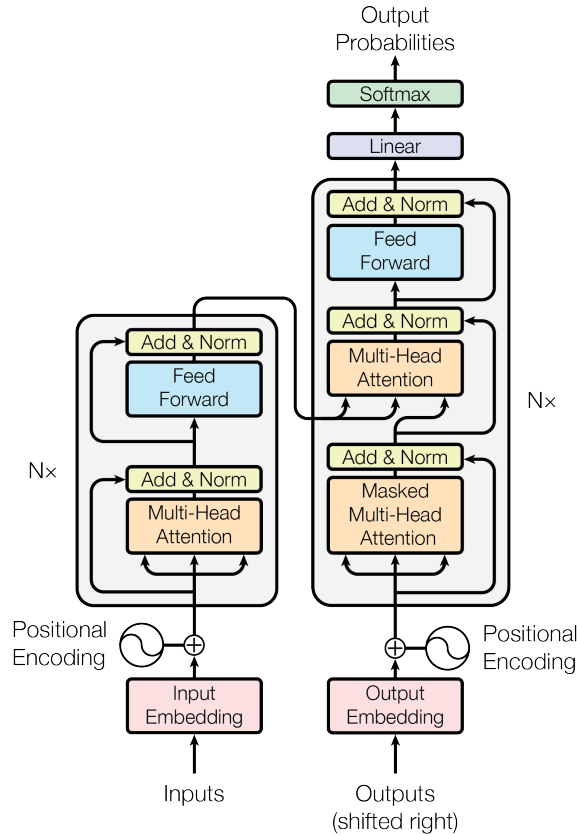 Output
Probabilities
Softmax
Linear
Add & Norm
Feed
Forward
Add & Norm
Multi-Head
Attention
Add & Norm
Masked
Multi-Head
Attention
N×
Add & Norm
Feed
Forward
Add & Norm
Multi-Head
Attention
N×
Positional
Encoding
Positional
Encoding
Input
Embedding
Output
Embedding
Inputs
Outputs
(shifted right)